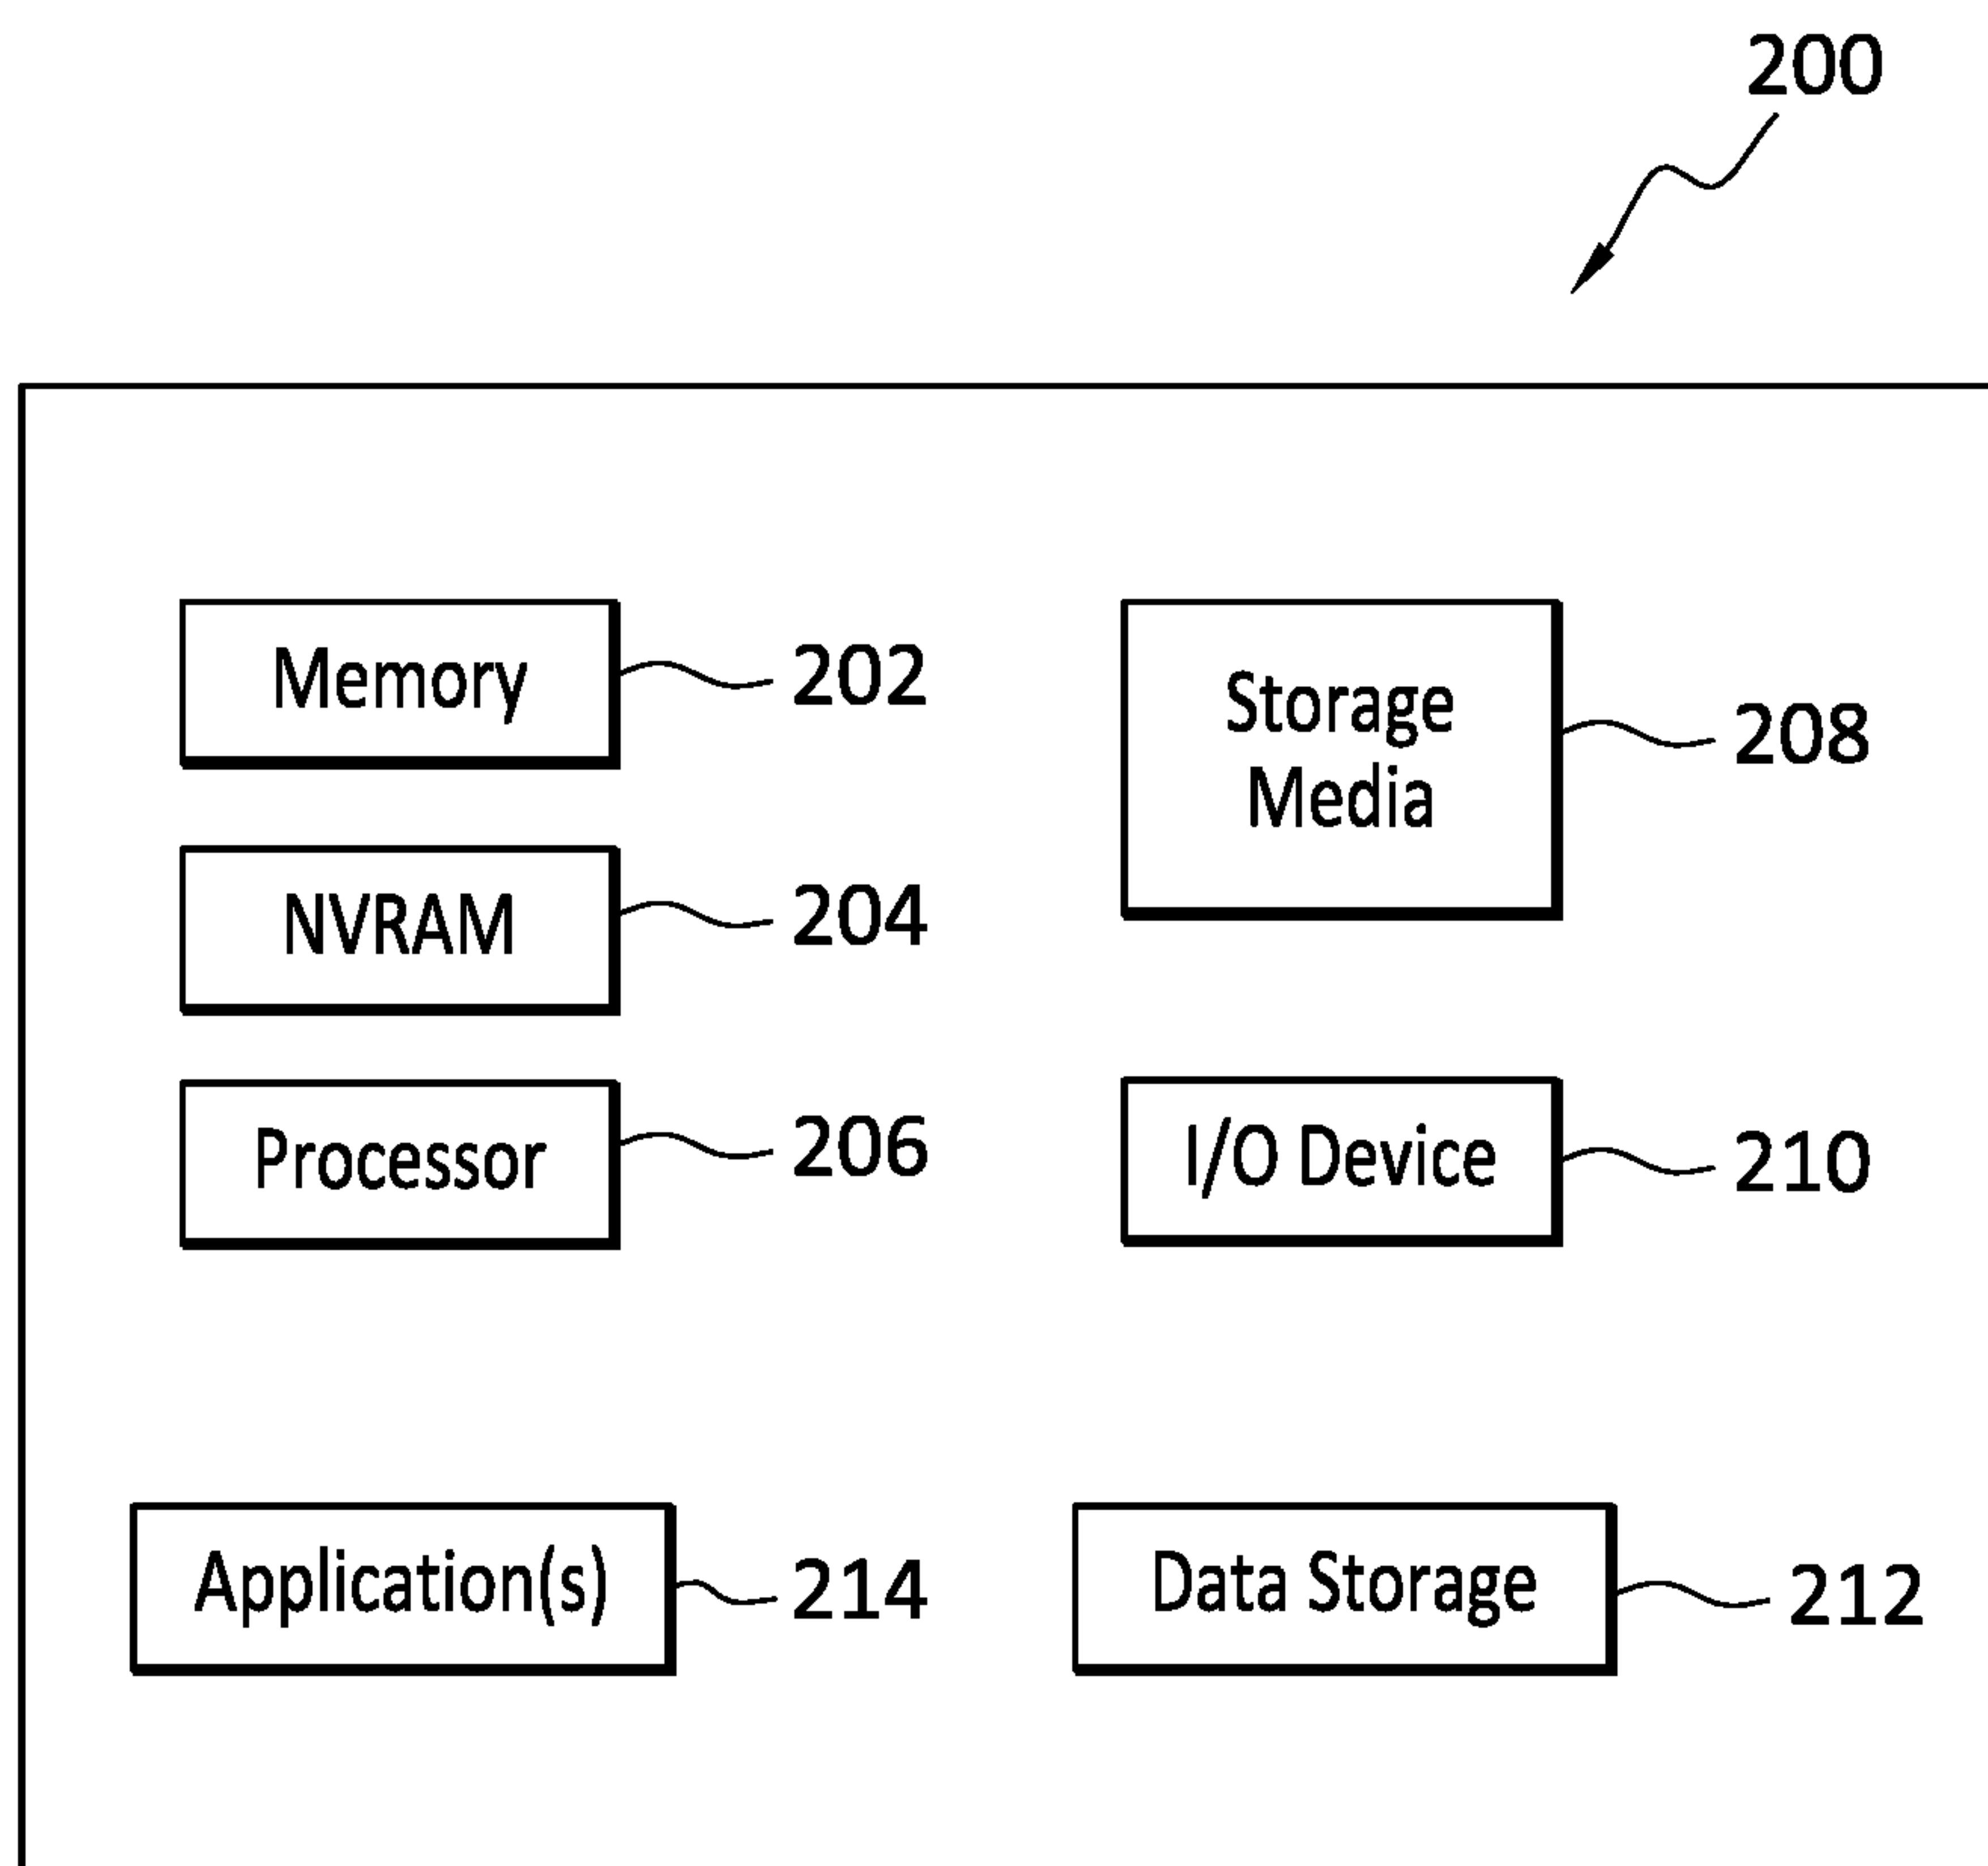 200
Memory 202
Storage
Media
208
NVRAM 204
Processor 206
I/O Device 210
Application(s) 214
Data Storage 212